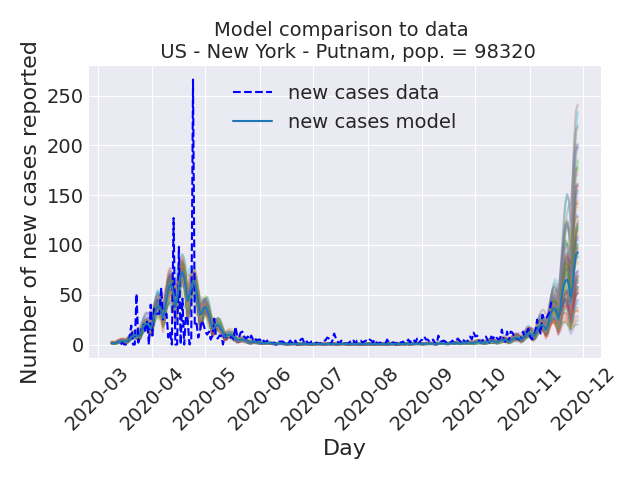 Model comparison to data
US - New York - Putnam, pop. = 98320
Number of new cases reported
250
200
150
100
50
0
new cases data
new cases model
2020-03
2020-04
2020-05
2020-06
2020-07
2020-08
2020-09
2020-10
2020-11
2020-12
Day